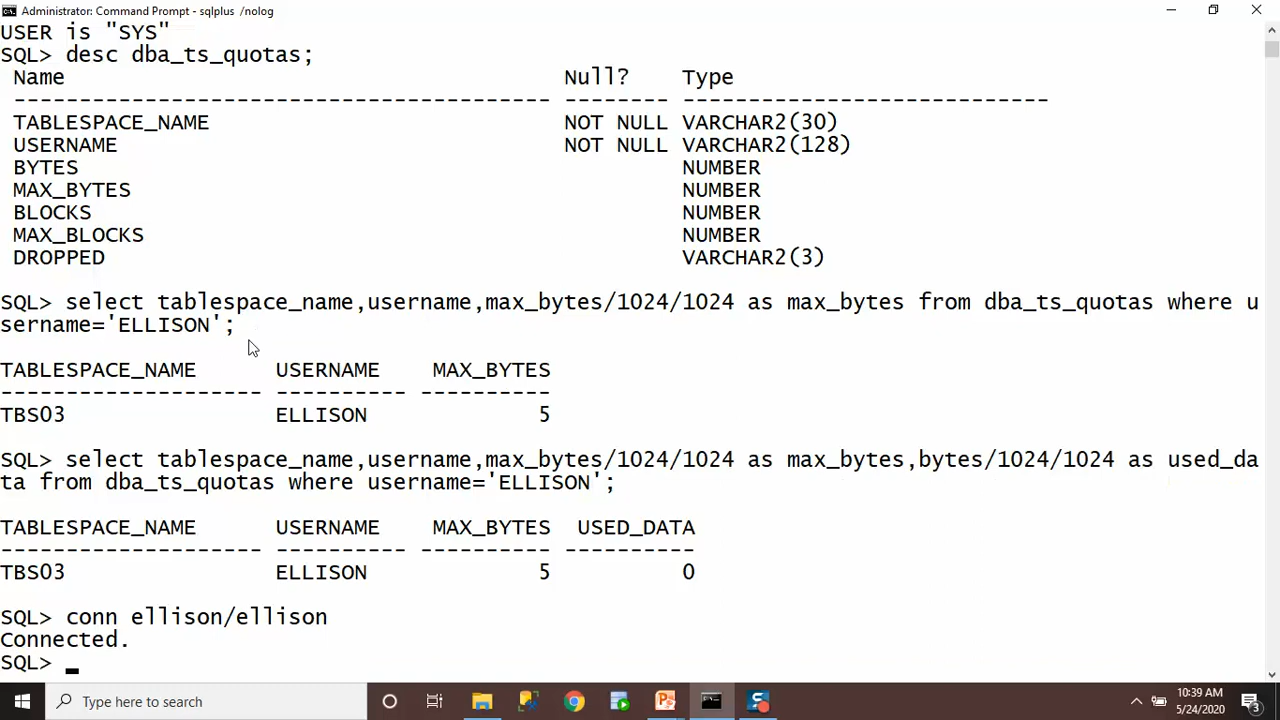 Administrator: Command Prompt - sqlplus /nolog
USER is "SYS"
SQL> desc dba_ts_quotas;
Name Null? Type
----------------------------------------- -------- ----------------------------
TABLESPACE_NAME NOT NULL VARCHAR2(30)
USERNAME NOT NULL VARCHAR2(128)
BYTES NUMBER
MAX_BYTES NUMBER
BLOCKS NUMBER
MAX_BLOCKS NUMBER
DROPPED VARCHAR2(3)
SQL> select tablespace_name,username,max_bytes/1024/1024 as max_bytes from dba_ts_quotas where u
sername='ELLISON';
TABLESPACE_NAME USERNAME MAX_BYTES
-------------------- ---------- ----------
TBS03 ELLISON 5
SQL> select tablespace_name,username,max_bytes/1024/1024 as max_bytes,bytes/1024/1024 as used_da
ta from dba_ts_quotas where username='ELLISON';
TABLESPACE_NAME USERNAME MAX_BYTES USED_DATA
-------------------- ---------- ---------- ----------
TBS03 ELLISON 5 0
SQL> conn ellison/ellison
Connected.
SQL>
Type here to search
10:39 AM
5/24/2020
3